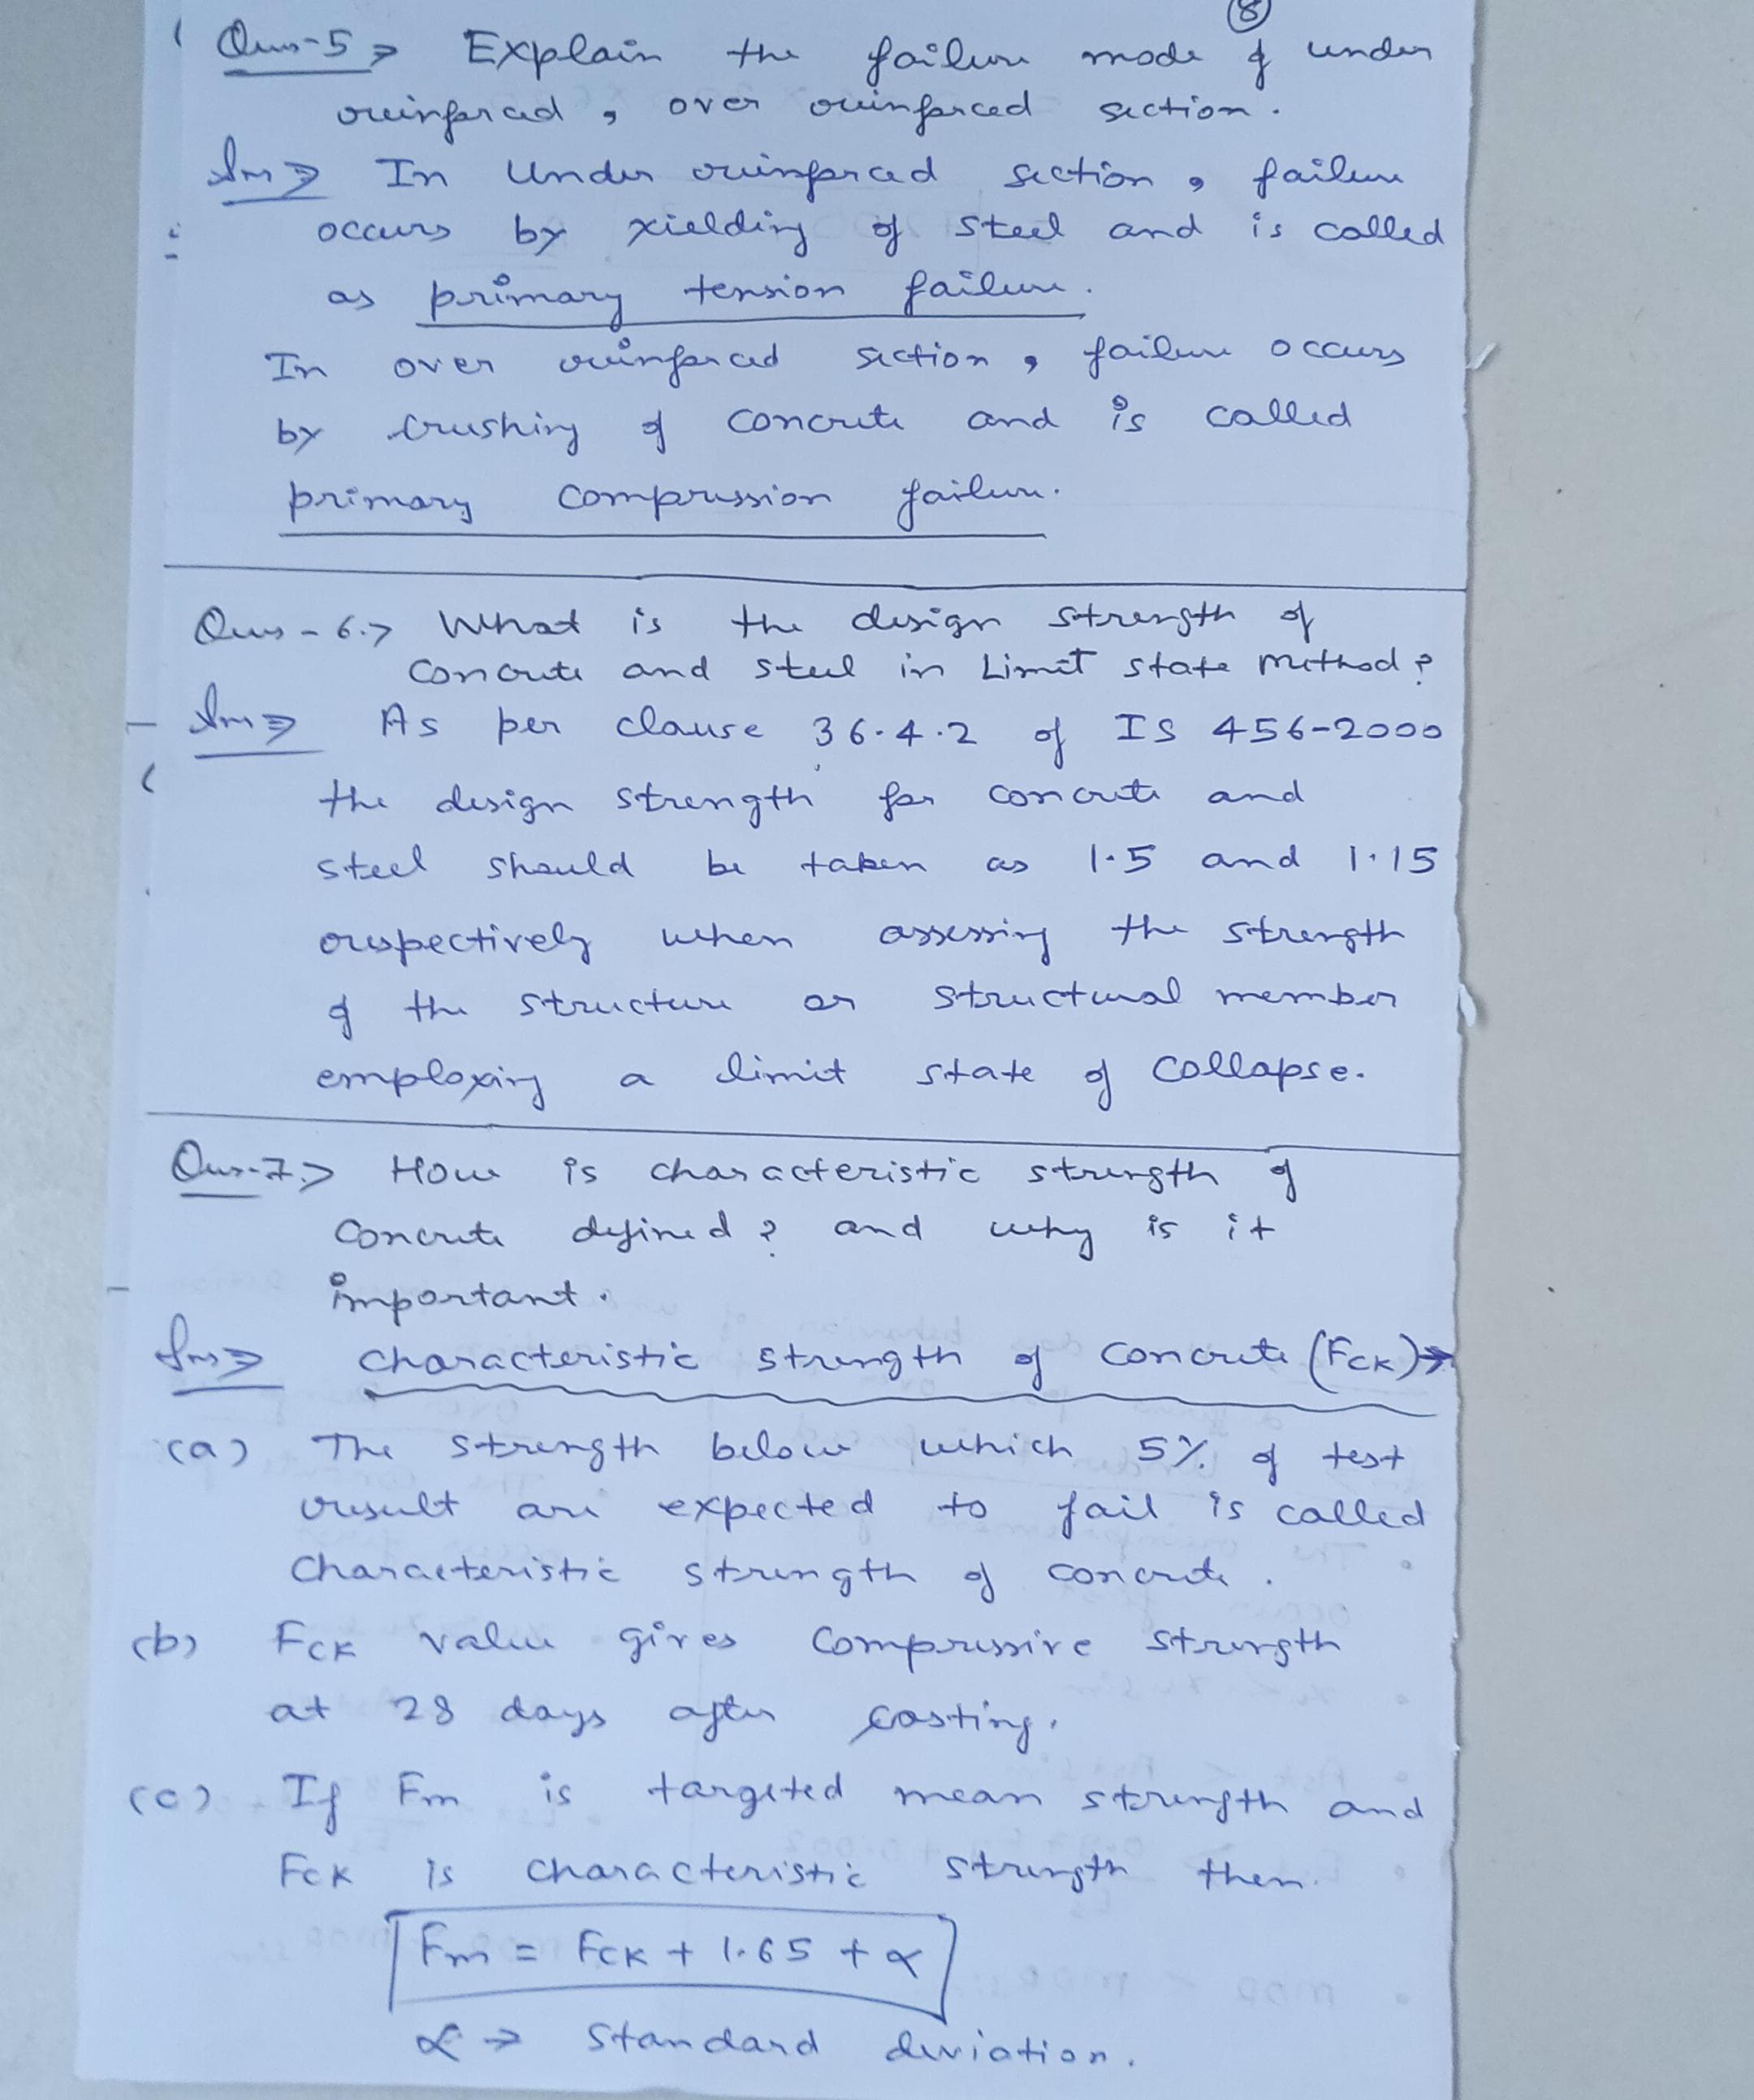 8
Ques-5 → Explain the failure mode of under
reinforced, over reinforced section.
Ans ⇒ In Under reinforced section, failure
occurs by yielding of steel and is called
as primary tension failure.
In over reinforced section, failure occurs
by crushing of concrete and is called
primary compression failure.
Ques-6.→ What is the design strength of
concrete and steel in Limit state method?
Ans ⇒ As per clause 36.4.2 of IS 456-2000
the design strength for concrete and
steel should be taken as 1.5 and 1.15
respectively when assessing the strength
of the structure or structural member
employing a limit state of collapse.
Ques-7.> How is characteristic strength of
concrete defined? and why is it
important.
Ans ⇒ characteristic strength of concrete (Fck)→
(a) The strength below which 5% of test
result are expected to fail is called
characteristic strength of concrete.
(b) Fck value gives compressive strength
at 28 days after casting.
(c) If Fm is targeted mean strength and
Fck is characteristic strength then.
Fm = Fck + 1.65 + α
α → Standard deviation.